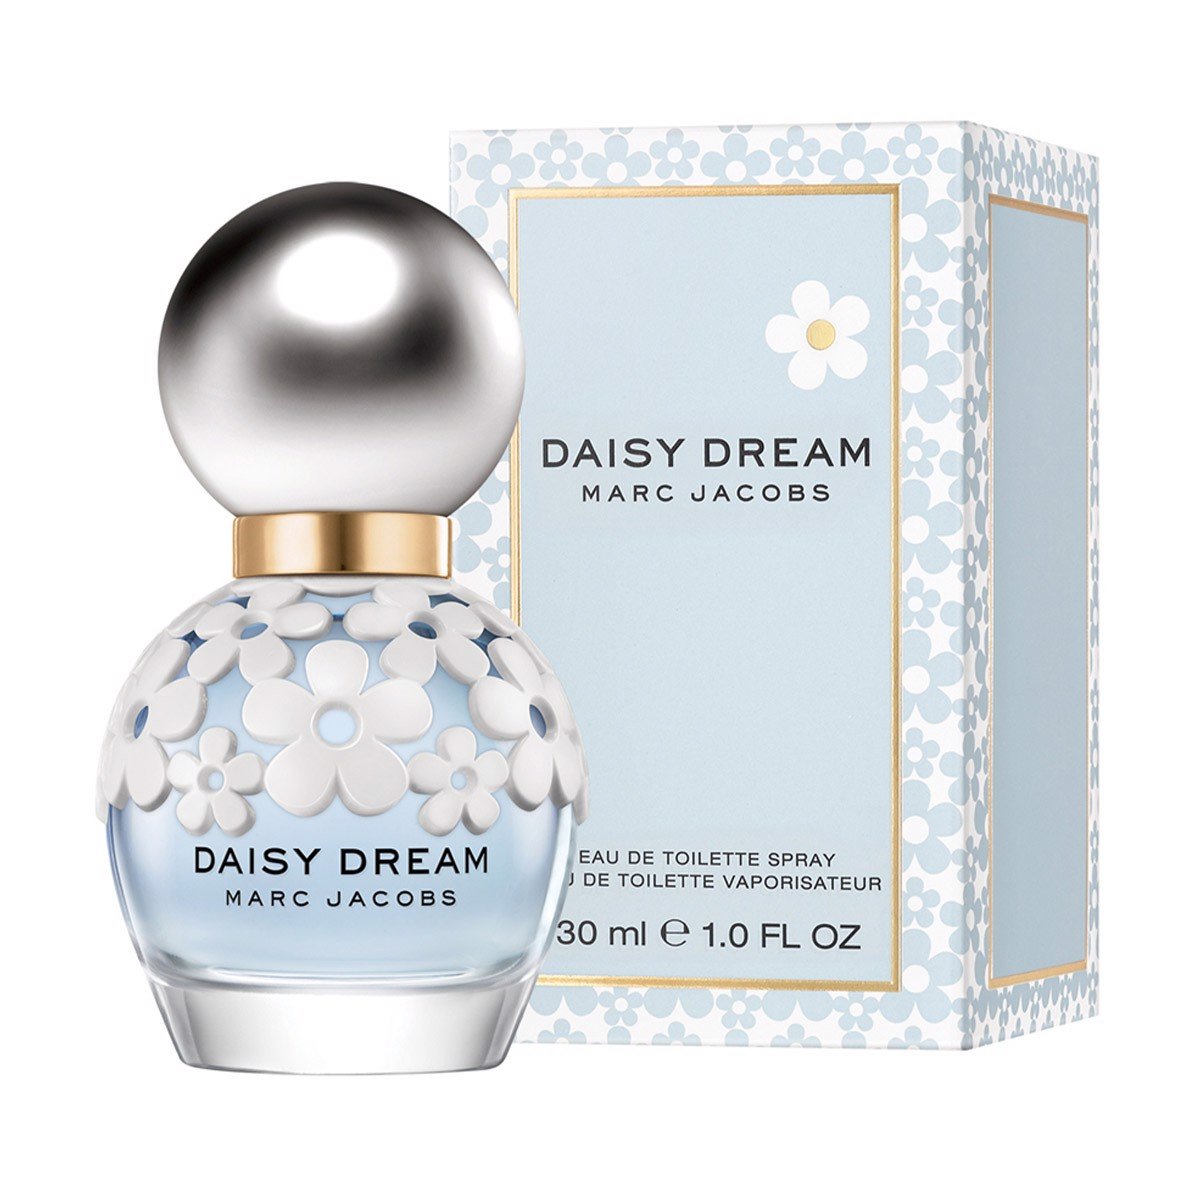 DAISY DREAM
MARC JACOBS
EAU DE TOILETTE SPRAY
DE TOILETTE VAPORISATEUR
30 ml ℮ 1.0 FL OZ
DAISY DREAM
MARC JACOBS